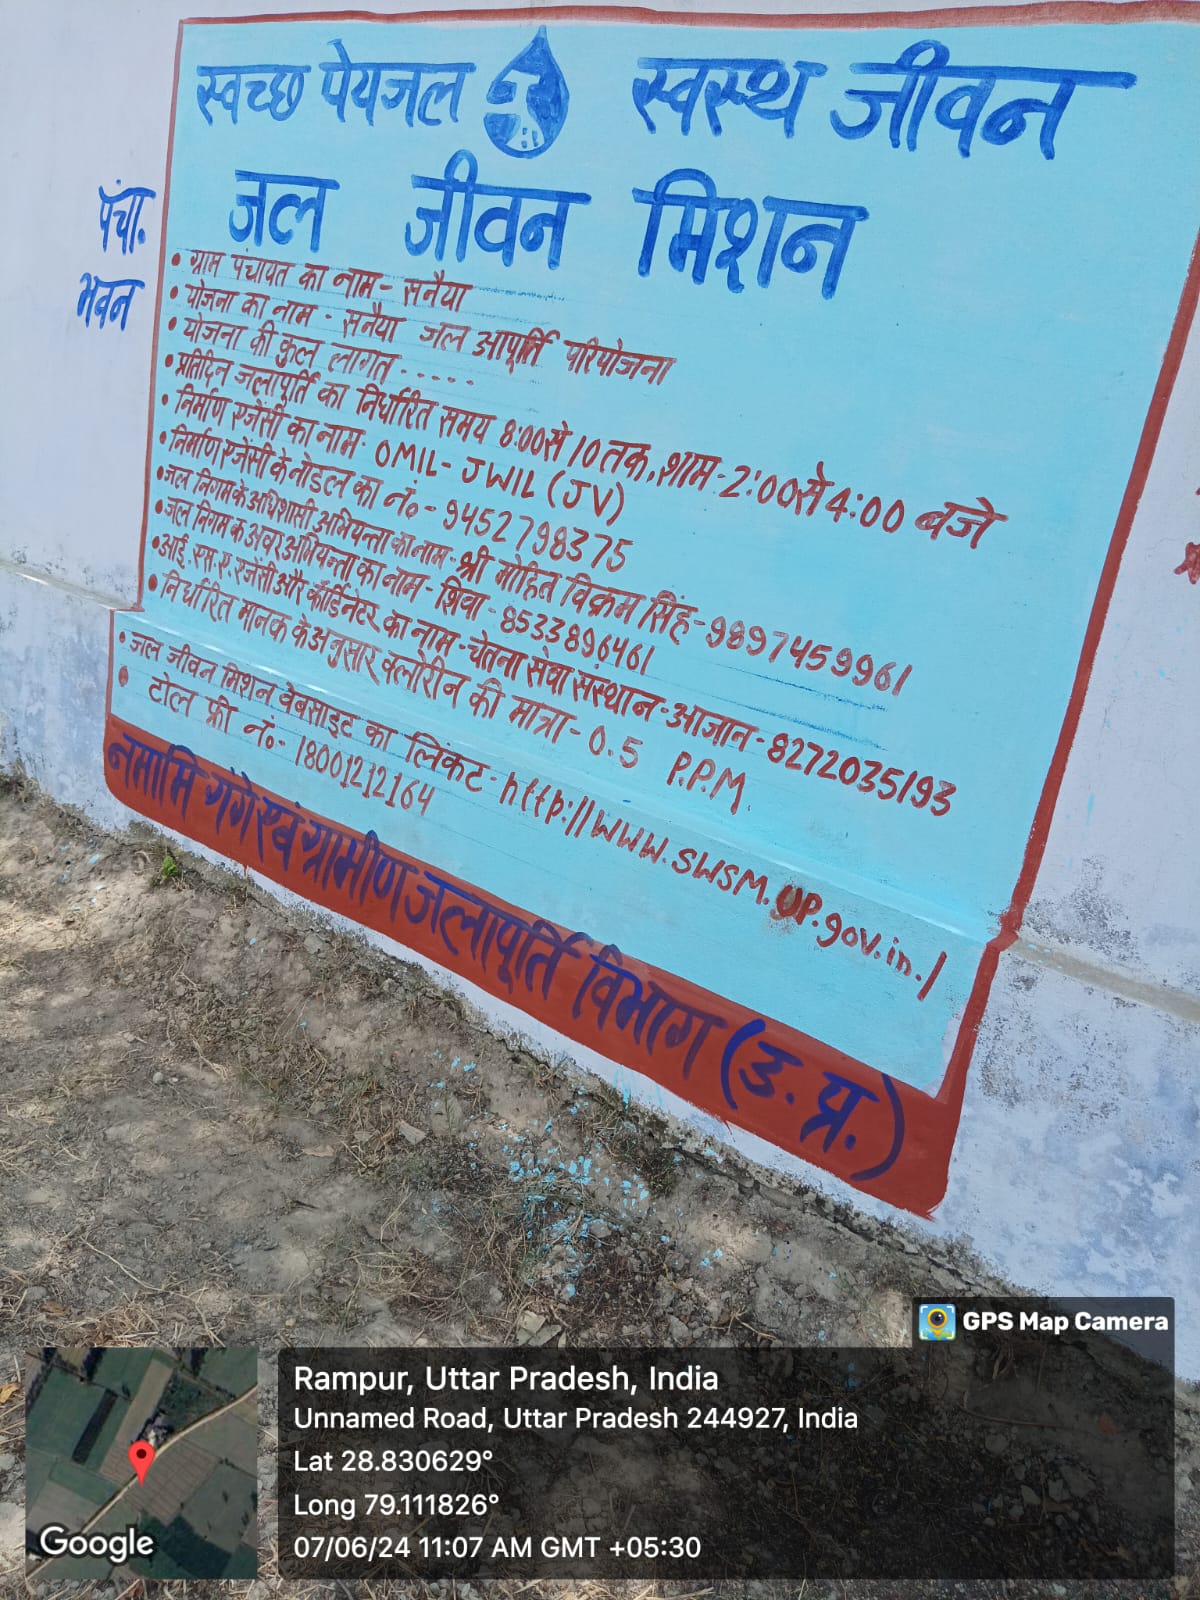 स्वच्छ पेयजल स्वस्थ जीवन
जल जीवन मिशन
पंचा.
भवन
• ग्राम पंचायत का नाम - सनैया
• योजना का नाम - सनैया जल आपूर्ति परियोजना
• योजना की कुल लागत .....
• प्रतिदिन जलापूर्ति का निर्धारित समय 8:00से 10 तक, शाम - 2:00से 4:00 बजे
• निर्माण एजेंसी का नाम - OMIL - JWIL (JV)
• निर्माण एजेंसी के नोडल का नं॰ - 9452798375
• जल निगम के अधिशासी अभियन्ता का नाम - श्री मोहित विक्रम सिंह - 9897459961
• जल निगम क अवर अभियन्ता का नाम - शिवा - 8533896461
• आई. एस. ए. एजेंसी और कॉर्डिनेटर का नाम - चेतना सेवा संस्थान - आजान - 8272035193
• निर्धारित मानक के अनुसार क्लोरीन की मात्रा - 0.5 P.P.M.
• जल जीवन मिशन वेबसाइट का लिंकट - http://www.swsm.up.gov.in./
• टोल फ्री नं॰ - 18001212164
नमामि गंगे एवं ग्रामीण जलापूर्ति विभाग (उ.प्र.)
GPS Map Camera
Rampur, Uttar Pradesh, India
Unnamed Road, Uttar Pradesh 244927, India
Lat 28.830629°
Long 79.111826°
07/06/24 11:07 AM GMT +05:30
Google